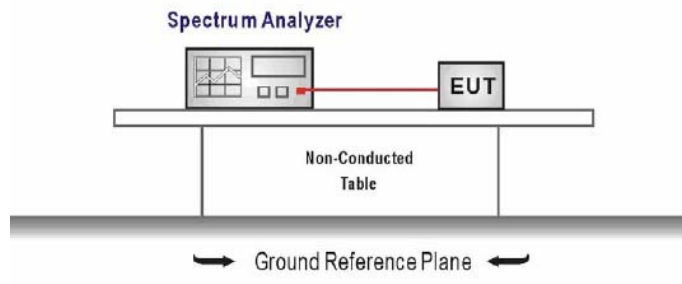 Spectrum Analyzer
EUT
Non-Conducted
Table
Ground Reference Plane